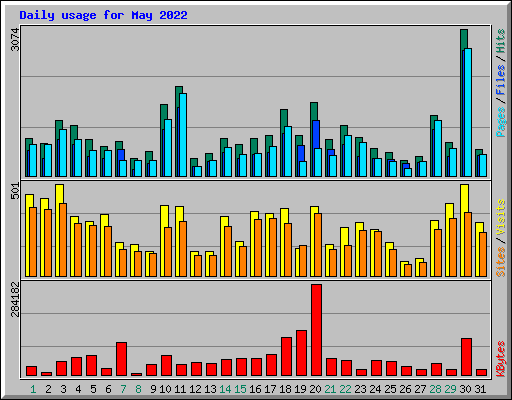 Daily usage for May 2022
3074
Pages / Files / Hits
501
Sites / Visits
284182
KBytes
1 2 3 4 5 6 7 8 9 10 11 12 13 14 15 16 17 18 19 20 21 22 23 24 25 26 27 28 29 30 31